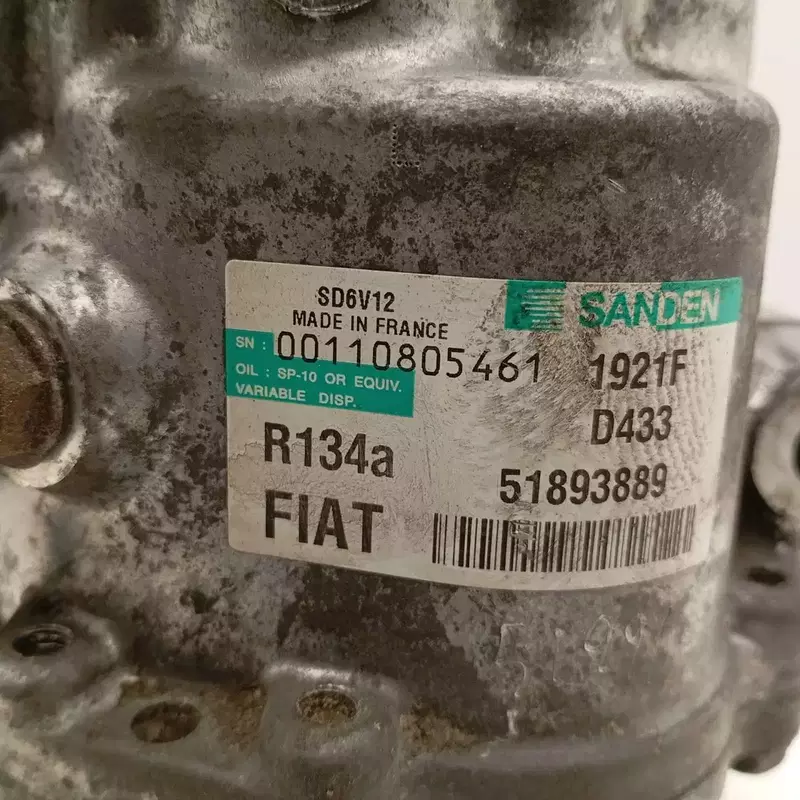 SD6V12
MADE IN FRANCE
SANDEN
SN : 00110805461
1921F
OIL : SP-10 OR EQUIV.
VARIABLE DISP.
D433
R134a
51893889
FIAT